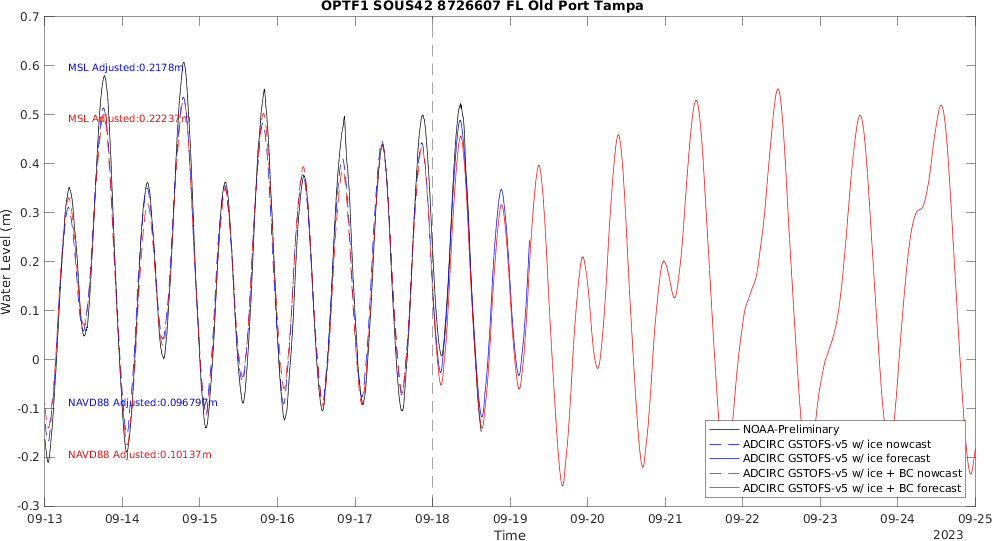 OPTF1 SOUS42 8726607 FL Old Port Tampa
0.7
0.6
0.5
0.4
0.3
0.2
0.1
0
-0.1
-0.2
-0.3
Water Level (m)
MSL Adjusted:0.2178m
MSL Adjusted:0.22237m
NAVD88 Adjusted:0.096797m
NAVD88 Adjusted:0.10137m
NOAA-Preliminary
ADCIRC GSTOFS-v5 w/ ice nowcast
ADCIRC GSTOFS-v5 w/ ice forecast
ADCIRC GSTOFS-v5 w/ ice + BC nowcast
ADCIRC GSTOFS-v5 w/ ice + BC forecast
09-13 09-14 09-15 09-16 09-17 09-18 09-19 09-20 09-21 09-22 09-23 09-24 09-25
Time
2023